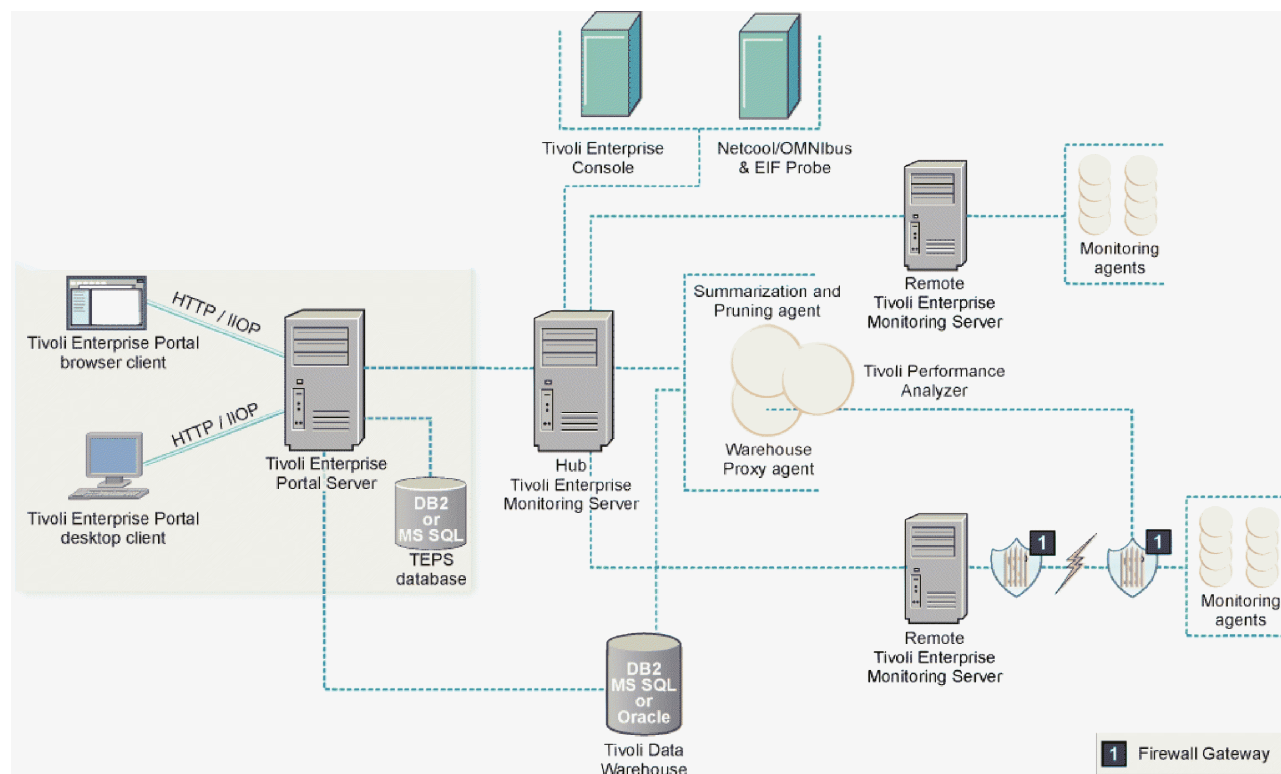 Tivoli Enterprise
Console
Netcool/OMNIbus
& EIF Probe
Monitoring
agents
Remote
Tivoli Enterprise
Monitoring Server
Summarization and
Pruning agent
HTTP / IIOP
Tivoli Enterprise Portal
browser client
Tivoli Performance
Analyzer
HTTP / IIOP
Warehouse
Proxy agent
Tivoli Enterprise
Portal Server
Hub
Tivoli Enterprise
Monitoring Server
Tivoli Enterprise Portal
desktop client
DB2
or
MS SQL
TEPS
database
1
1
Monitoring
agents
Remote
Tivoli Enterprise
Monitoring Server
DB2
MS SQL
or
Oracle
Tivoli Data
Warehouse
1 Firewall Gateway